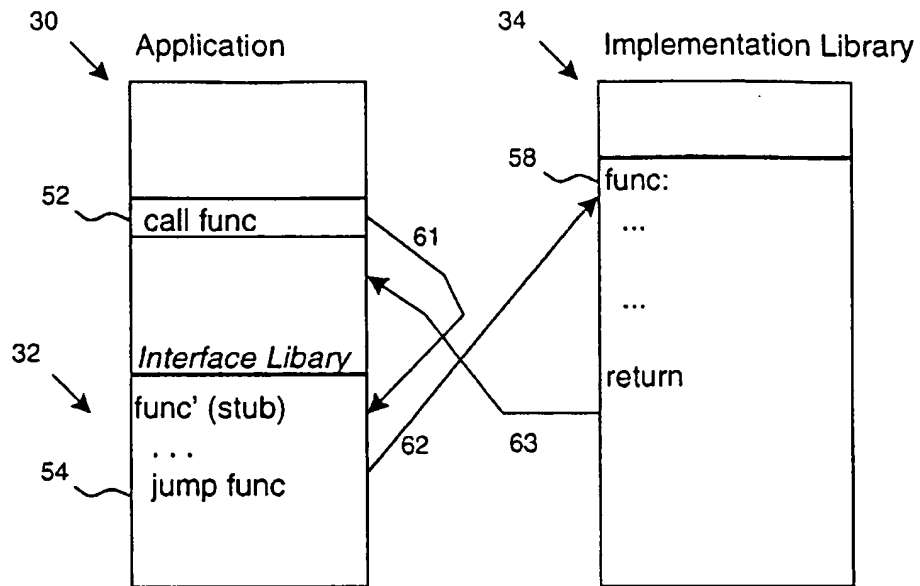 30
Application
34
Implementation Library
58
func:
52
call func
61
...
...
Interface Libary
32
return
func' (stub)
62
63
...
54
jump func